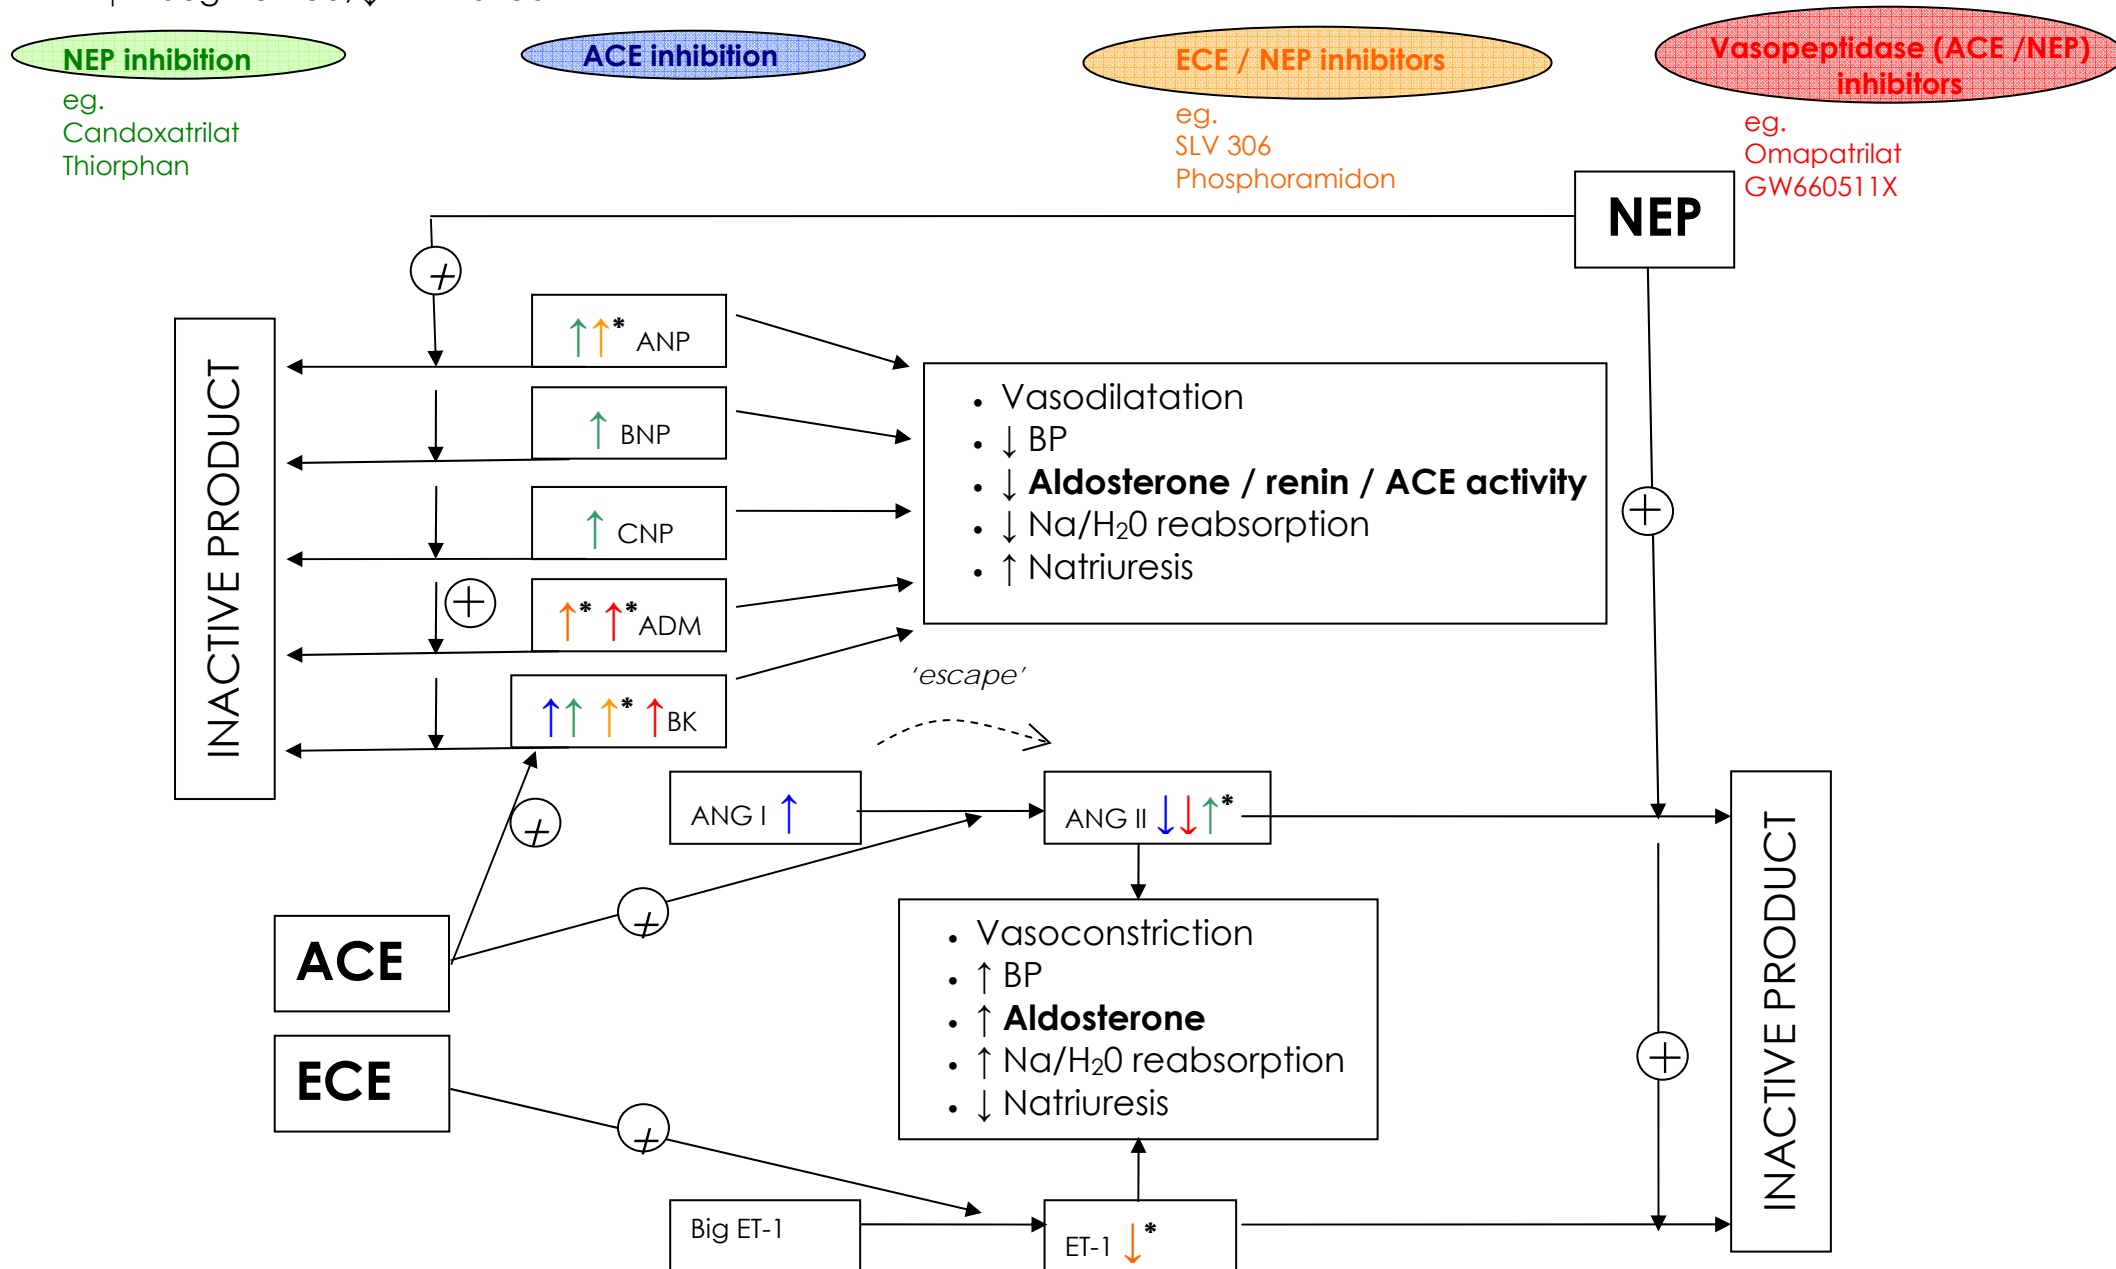 NEP inhibition
eg.
Candoxatrilat
Thiorphan
ACE inhibition
ECE / NEP inhibitors
eg.
SLV 306
Phosphoramidon
Vasopeptidase (ACE /NEP)
inhibitors
eg.
Omapatrilat
GW660511X
NEP
+
INACTIVE PRODUCT
↑↑* ANP
↑ BNP
↑ CNP
+
↑* ↑* ADM
↑↑ ↑* ↑ BK
• Vasodilatation
• ↓ BP
• ↓ Aldosterone / renin / ACE activity
• ↓ Na/H₂0 reabsorption
• ↑ Natriuresis
+
'escape'
ANG I ↑
ANG II ↓↓↑*
+
+
ACE
ECE
+
• Vasoconstriction
• ↑ BP
• ↑ Aldosterone
• ↑ Na/H₂0 reabsorption
• ↓ Natriuresis
+
INACTIVE PRODUCT
Big ET-1
ET-1 ↓*